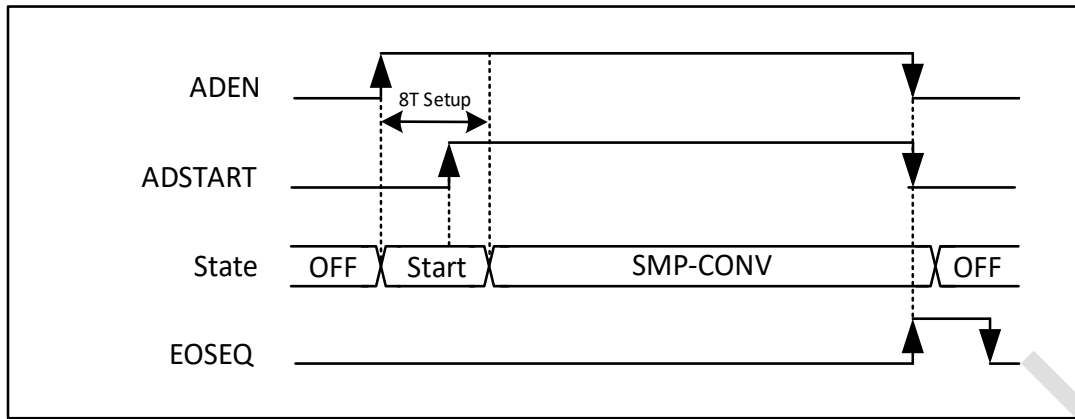 ADEN
8T Setup
ADSTART
State OFF Start SMP-CONV OFF
EOSEQ